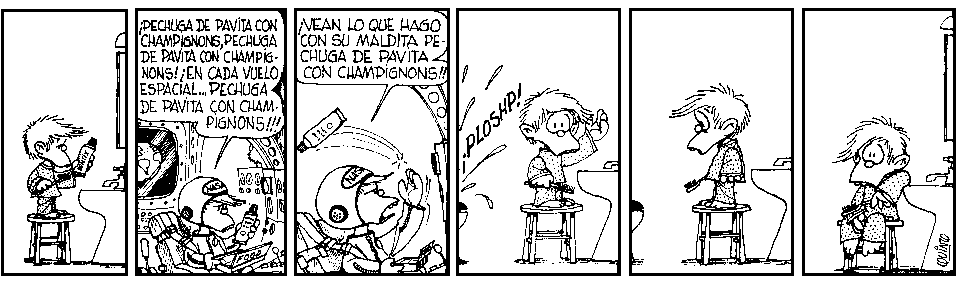 ¡PECHUGA DE PAVITA CON
CHAMPIGNONS, PECHUGA
DE PAVITA CON CHAMPIG-
NONS! ¡EN CADA VUELO
ESPACIAL... PECHUGA
DE PAVITA CON CHAM-
PIGNONS!!!
FOOD
¡VEAN LO QUE HAGO
CON SU MALDITA PE-
CHUGA DE PAVITA
CON CHAMPIGNONS!!
¡PLOSHP!
QUINO